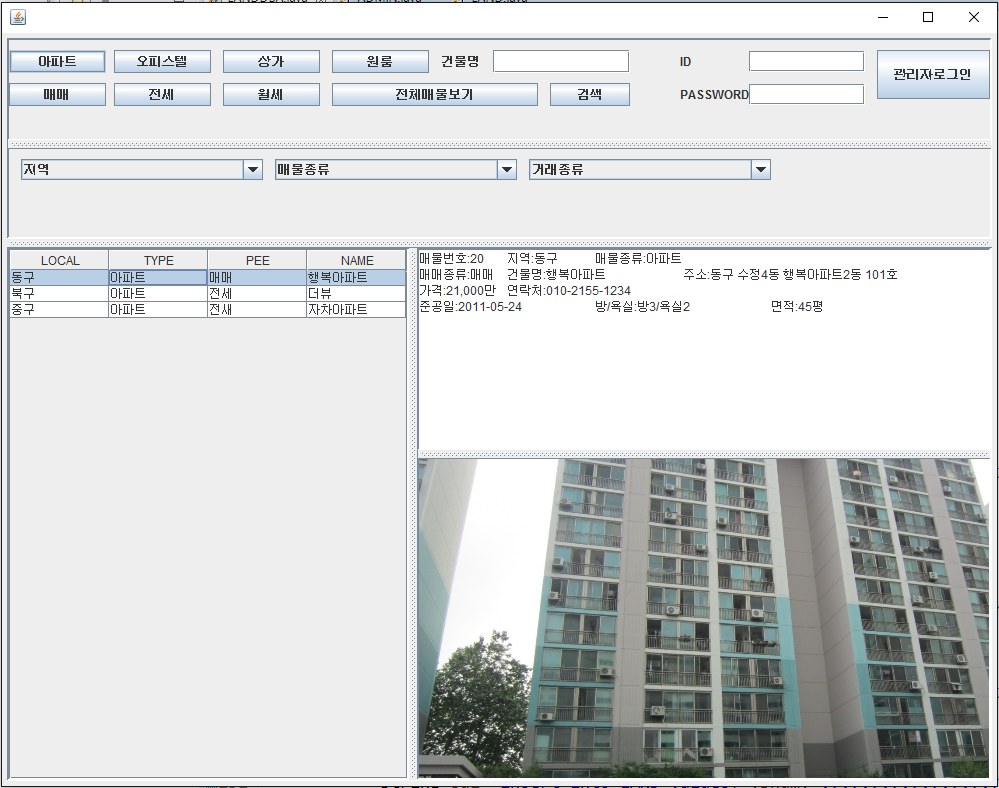 아파트 오피스텔 상가 원룸 건물명 ID 관리자로그인
매매 전세 월세 전체매물보기 검색 PASSWORD
지역 매물종류 거래종류
LOCAL TYPE PEE NAME
동구 아파트 매매 행복아파트
북구 아파트 전세 더뷰
중구 아파트 전새 자차아파트
매물번호:20 지역:동구 매물종류:아파트
매매종류:매매 건물명:행복아파트 주소:동구 수정4동 행복아파트2동 101호
가격:21,000만 연락처:010-2155-1234
준공일:2011-05-24 방/욕실:방3/욕실2 면적:45평